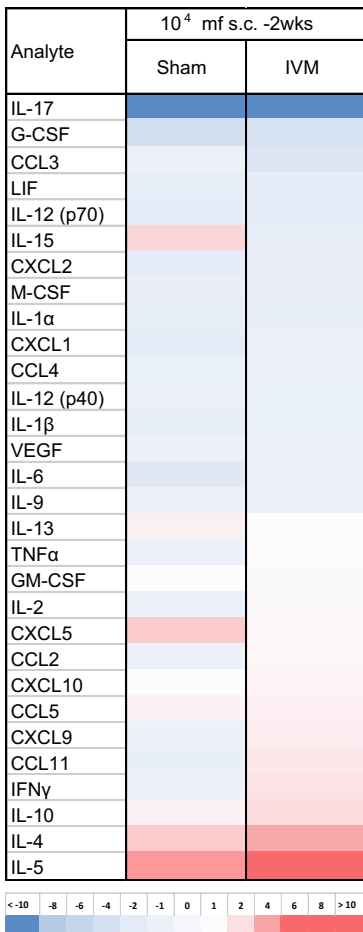 10⁴ mf s.c. -2wks
Analyte
Sham IVM
IL-17
G-CSF
CCL3
LIF
IL-12 (p70)
IL-15
CXCL2
M-CSF
IL-1α
CXCL1
CCL4
IL-12 (p40)
IL-1β
VEGF
IL-6
IL-9
IL-13
TNFα
GM-CSF
IL-2
CXCL5
CCL2
CXCL10
CCL5
CXCL9
CCL11
IFNγ
IL-10
IL-4
IL-5
< -10 -8 -6 -4 -2 -1 0 1 2 4 6 8 > 10